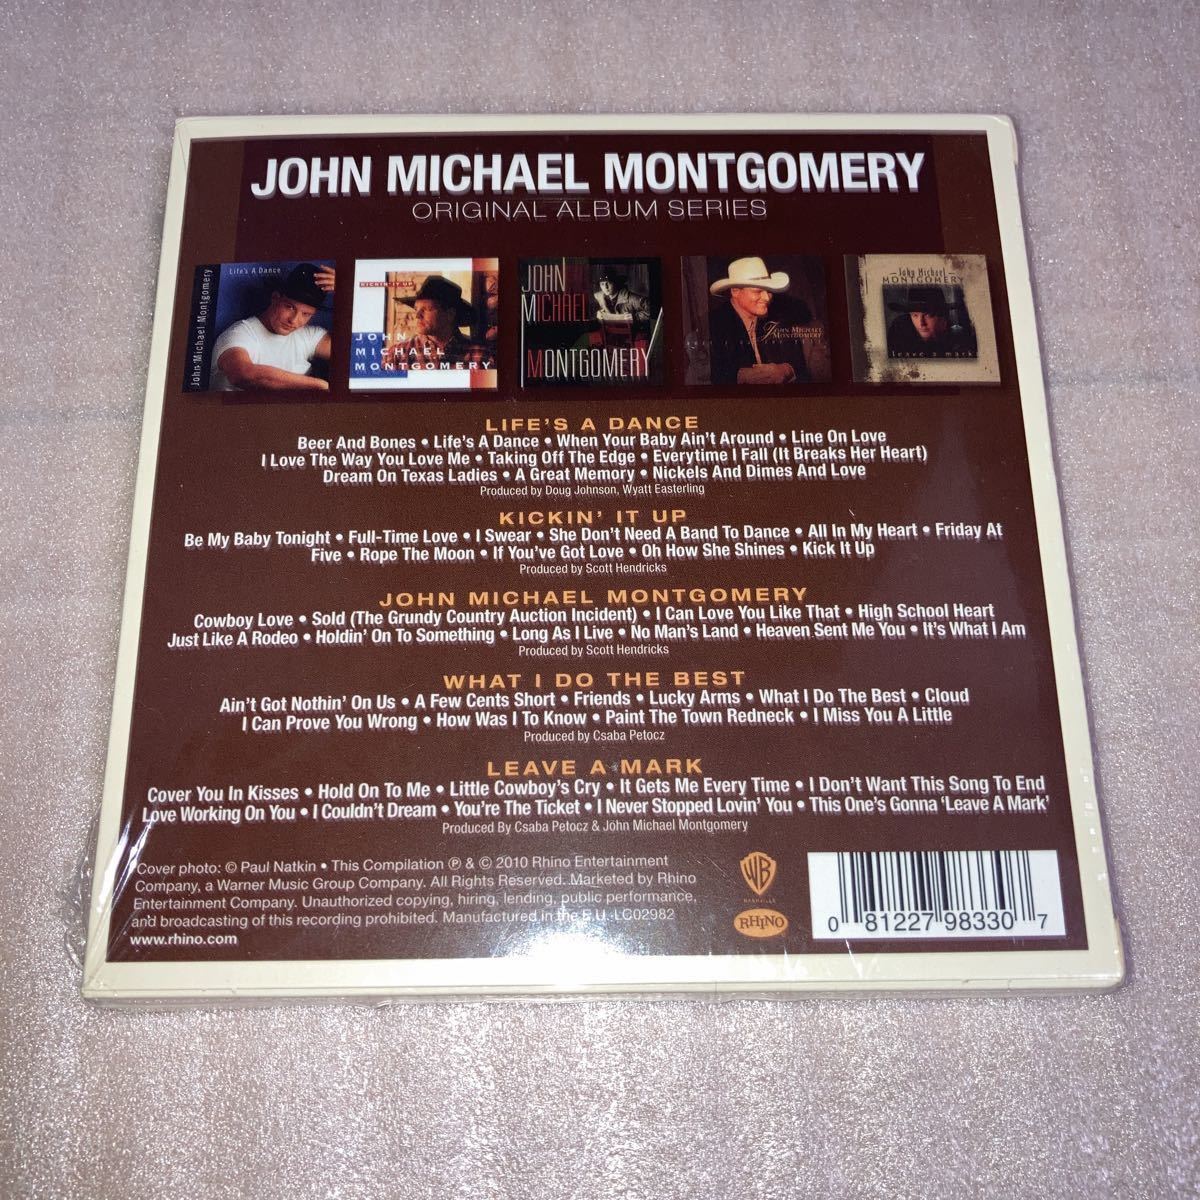 JOHN MICHAEL MONTGOMERY
ORIGINAL ALBUM SERIES
John Michael Montgomery
Life's A Dance
KICKIN' IT UP
JOHN
MICHAEL
MONTGOMERY
JOHN
MICHAEL
MONTGOMERY
JOHN MICHAEL
MONTGOMERY
John Michael
MONTGOMERY
leave a mark
LIFE'S A DANCE
Beer And Bones • Life's A Dance • When Your Baby Ain't Around • Line On Love
I Love The Way You Love Me • Taking Off The Edge • Everytime I Fall (It Breaks Her Heart)
Dream On Texas Ladies • A Great Memory • Nickels And Dimes And Love
Produced by Doug Johnson, Wyatt Easterling
KICKIN' IT UP
Be My Baby Tonight • Full-Time Love • I Swear • She Don't Need A Band To Dance • All In My Heart • Friday At
Five • Rope The Moon • If You've Got Love • Oh How She Shines • Kick It Up
Produced by Scott Hendricks
JOHN MICHAEL MONTGOMERY
Cowboy Love • Sold (The Grundy Country Auction Incident) • I Can Love You Like That • High School Heart
Just Like A Rodeo • Holdin' On To Something • Long As I Live • No Man's Land • Heaven Sent Me You • It's What I Am
Produced by Scott Hendricks
WHAT I DO THE BEST
Ain't Got Nothin' On Us • A Few Cents Short • Friends • Lucky Arms • What I Do The Best • Cloud
I Can Prove You Wrong • How Was I To Know • Paint The Town Redneck • I Miss You A Little
Produced by Csaba Petocz
LEAVE A MARK
Cover You In Kisses • Hold On To Me • Little Cowboy's Cry • It Gets Me Every Time • I Don't Want This Song To End
Love Working On You • I Couldn't Dream • You're The Ticket • I Never Stopped Lovin' You • This One's Gonna 'Leave A Mark'
Produced By Csaba Petocz & John Michael Montgomery
Cover photo: © Paul Natkin • This Compilation ℗ & © 2010 Rhino Entertainment
Company, a Warner Music Group Company. All Rights Reserved. Marketed by Rhino
Entertainment Company. Unauthorized copying, hiring, lending, public performance,
and broadcasting of this recording prohibited. Manufactured in the E.U. LC02982
www.rhino.com
WB
NASHVILLE
RHINO
0 81227 98330 7